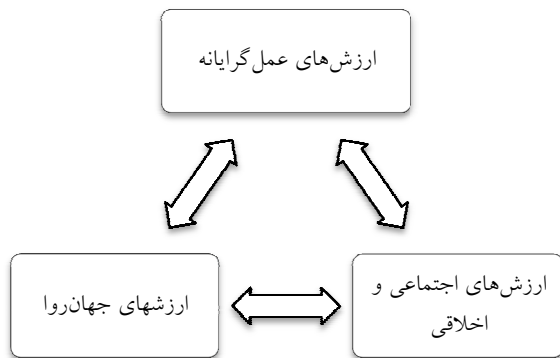 ارزش‌های عمل‌گرایانه
ارزش‌های اجتماعی و
اخلاقی
ارزشهای جهان‌روا